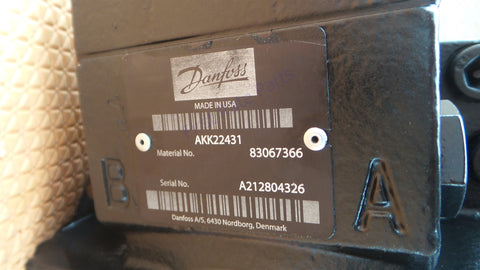 Danfoss
MADE IN USA
AKK22431
Material No. 83067366
Serial No. A212804326
Danfoss A/S, 6430 Nordborg, Denmark
B
A